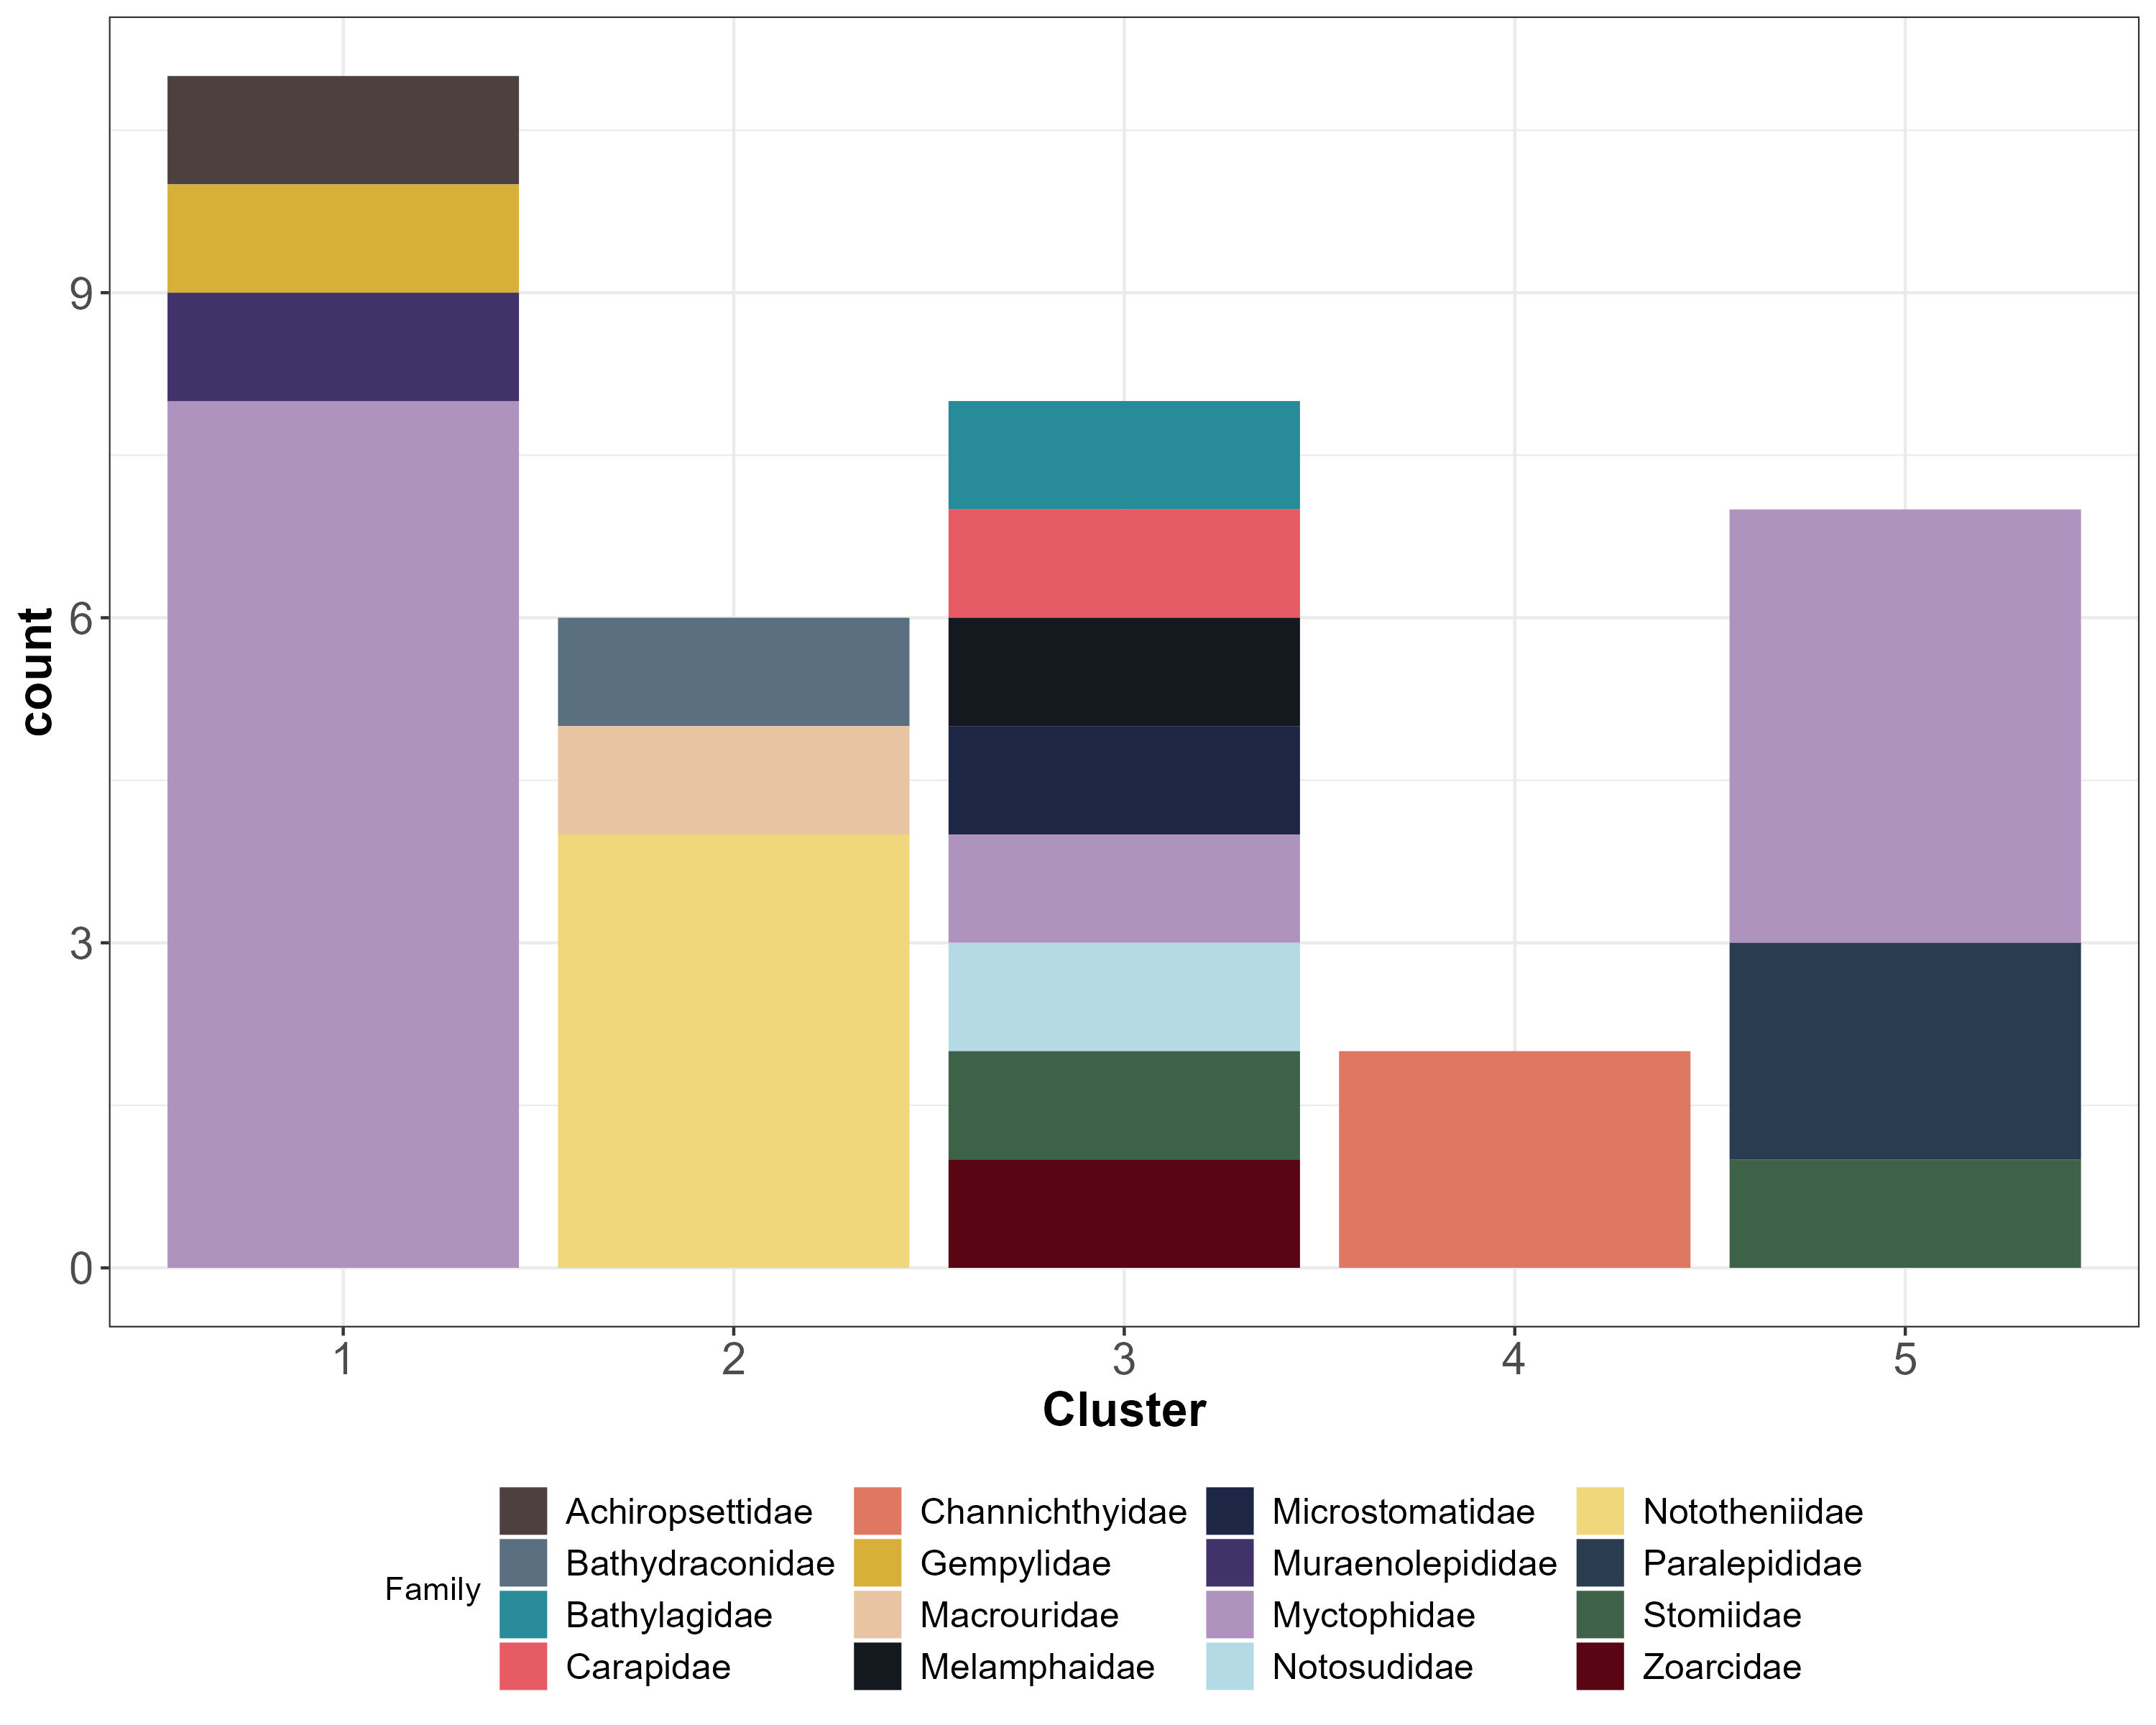 count
9
6
3
0
1 2 3 4 5
Cluster
Family
Achiropsettidae Channichthyidae Microstomatidae Nototheniidae
Bathydraconidae Gempylidae Muraenolepididae Paralepididae
Bathylagidae Macrouridae Myctophidae Stomiidae
Carapidae Melamphaidae Notosudidae Zoarcidae